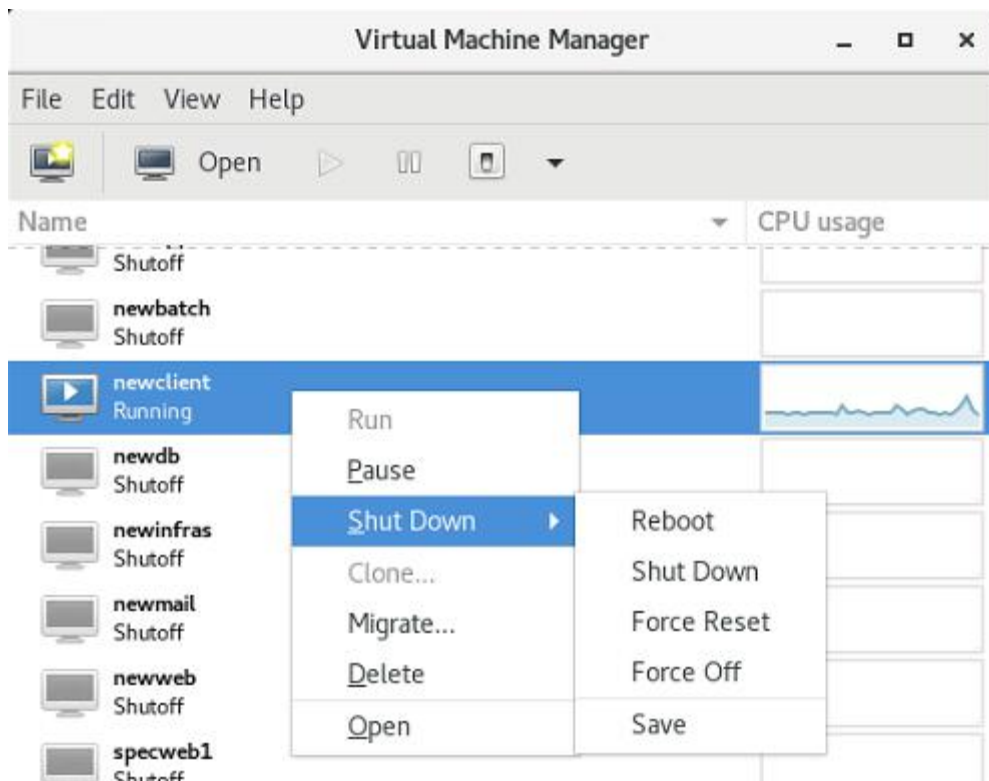 Virtual Machine Manager
File Edit View Help
Open
Name CPU usage
Shutoff
newbatch
Shutoff
newclient
Running
newdb
Shutoff
newinfras
Shutoff
newmail
Shutoff
newweb
Shutoff
specweb1
Shutoff
Run
Pause
Shut Down
Clone...
Migrate...
Delete
Open
Reboot
Shut Down
Force Reset
Force Off
Save